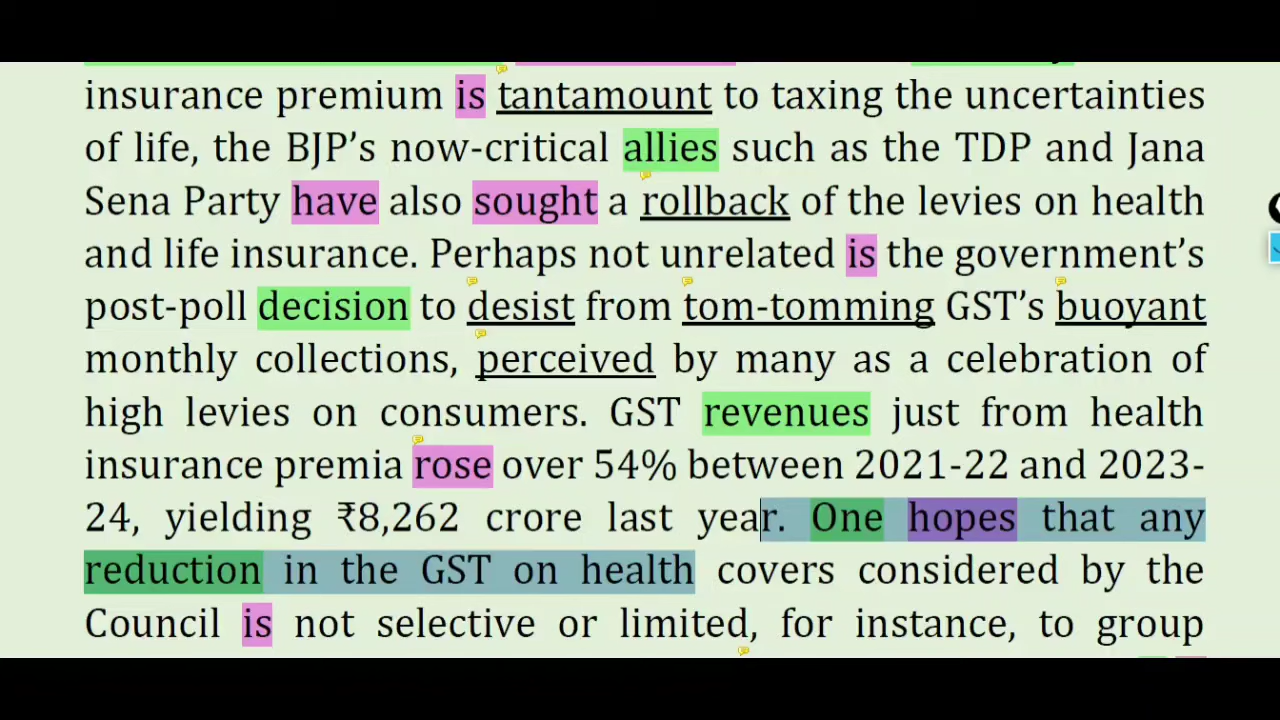 insurance premium is tantamount to taxing the uncertainties
of life, the BJP’s now-critical allies such as the TDP and Jana
Sena Party have also sought a rollback of the levies on health
and life insurance. Perhaps not unrelated is the government’s
post-poll decision to desist from tom-tomming GST’s buoyant
monthly collections, perceived by many as a celebration of
high levies on consumers. GST revenues just from health
insurance premia rose over 54% between 2021-22 and 2023-
24, yielding ₹8,262 crore last year. One hopes that any
reduction in the GST on health covers considered by the
Council is not selective or limited, for instance, to group